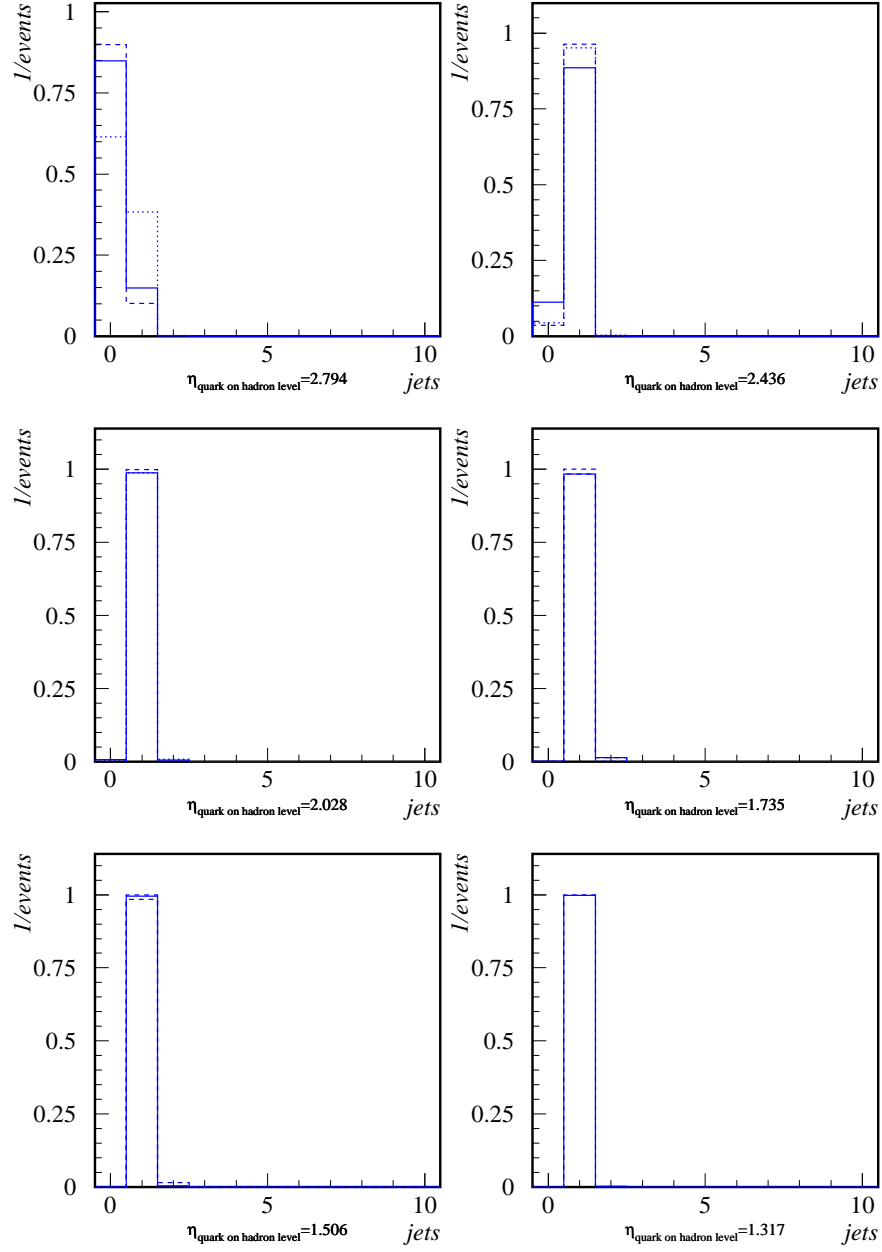 1/events
1
0.75
0.5
0.25
0
0 5 10
η quark on hadron level=2.794 jets
1/events
1
0.75
0.5
0.25
0
0 5 10
η quark on hadron level=2.436 jets
1/events
1
0.75
0.5
0.25
0
0 5 10
η quark on hadron level=2.028 jets
1/events
1
0.75
0.5
0.25
0
0 5 10
η quark on hadron level=1.735 jets
1/events
1
0.75
0.5
0.25
0
0 5 10
η quark on hadron level=1.506 jets
1/events
1
0.75
0.5
0.25
0
0 5 10
η quark on hadron level=1.317 jets